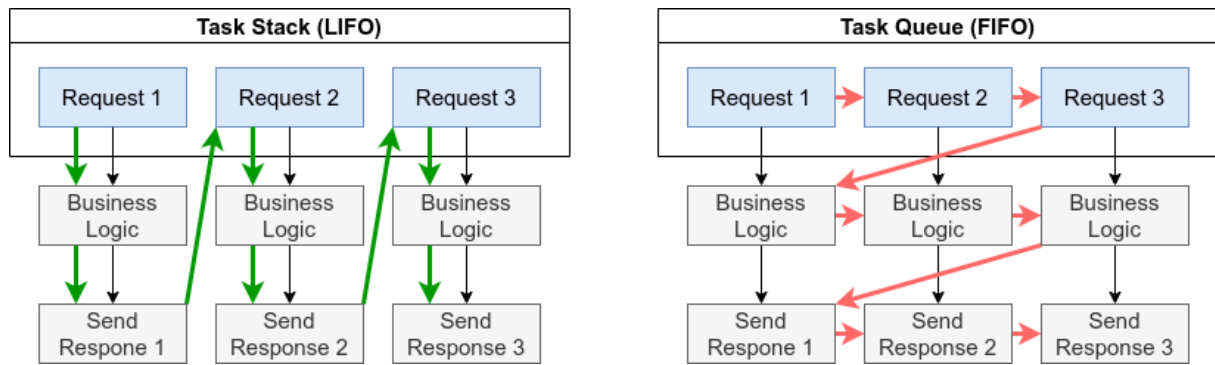 Task Stack (LIFO)
Request 1
Request 2
Request 3
Business
Logic
Business
Logic
Business
Logic
Send
Respone 1
Send
Response 2
Send
Response 3
Task Queue (FIFO)
Request 1
Request 2
Request 3
Business
Logic
Business
Logic
Business
Logic
Send
Respone 1
Send
Response 2
Send
Response 3